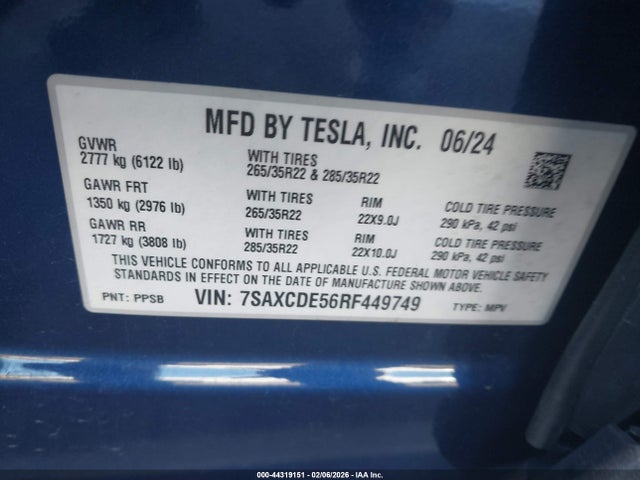 MFD BY TESLA, INC. 06/24
GVWR
2777 kg (6122 lb)
WITH TIRES
265/35R22 & 285/35R22
GAWR FRT
1350 kg (2976 lb)
WITH TIRES
265/35R22
RIM
22X9.0J
COLD TIRE PRESSURE
290 kPa, 42 psi
GAWR RR
1727 kg (3808 lb)
WITH TIRES
285/35R22
RIM
22X10.0J
COLD TIRE PRESSURE
290 kPa, 42 psi
THIS VEHICLE CONFORMS TO ALL APPLICABLE U.S. FEDERAL MOTOR VEHICLE SAFETY
STANDARDS IN EFFECT ON THE DATE OF MANUFACTURE SHOWN ABOVE.
PNT: PPSB VIN: 7SAXCDE56RF449749 TYPE: MPV
000-44319151 - 02/06/2026 - IAA Inc.